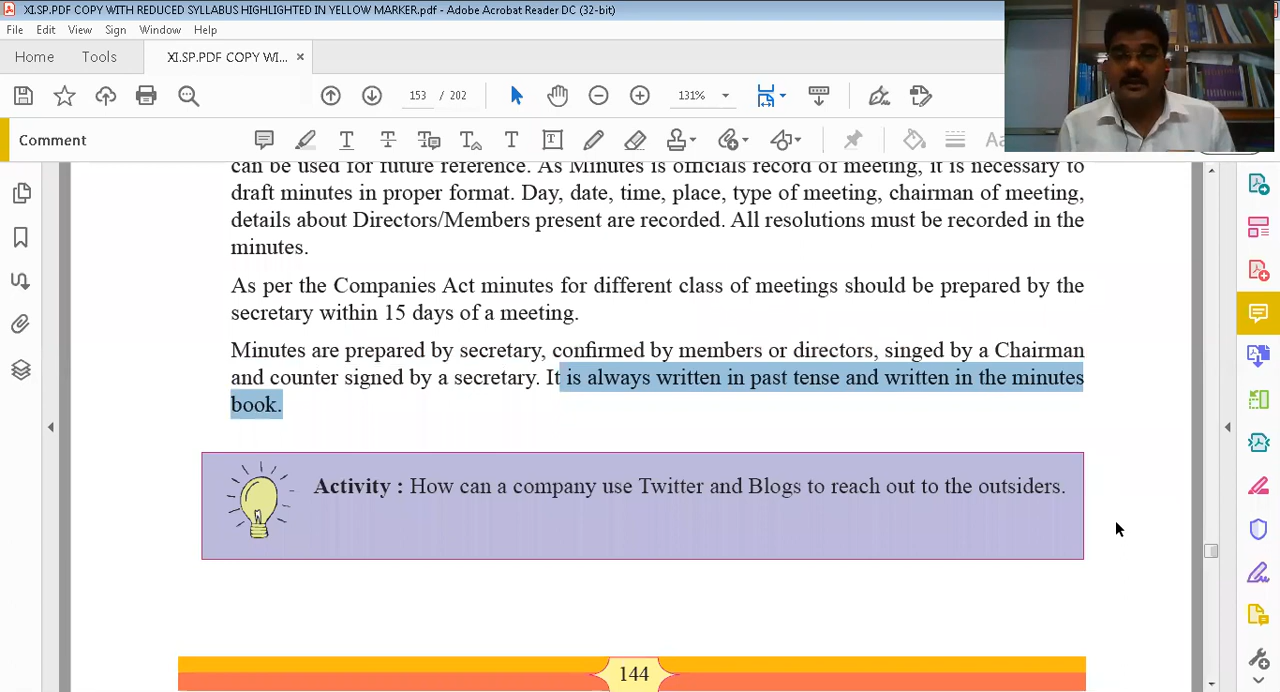 XI.SP.PDF COPY WITH REDUCED SYLLABUS HIGHLIGHTED IN YELLOW MARKER.pdf - Adobe Acrobat Reader DC (32-bit)
File Edit View Sign Window Help
Home Tools XI.SP.PDF COPY WI... ×
153 / 202 131%
Comment T T T T T Aa
can be used for future reference. As Minutes is officials record of meeting, it is necessary to
draft minutes in proper format. Day, date, time, place, type of meeting, chairman of meeting,
details about Directors/Members present are recorded. All resolutions must be recorded in the
minutes.
As per the Companies Act minutes for different class of meetings should be prepared by the
secretary within 15 days of a meeting.
Minutes are prepared by secretary, confirmed by members or directors, singed by a Chairman
and counter signed by a secretary. It is always written in past tense and written in the minutes
book.
Activity : How can a company use Twitter and Blogs to reach out to the outsiders.
144